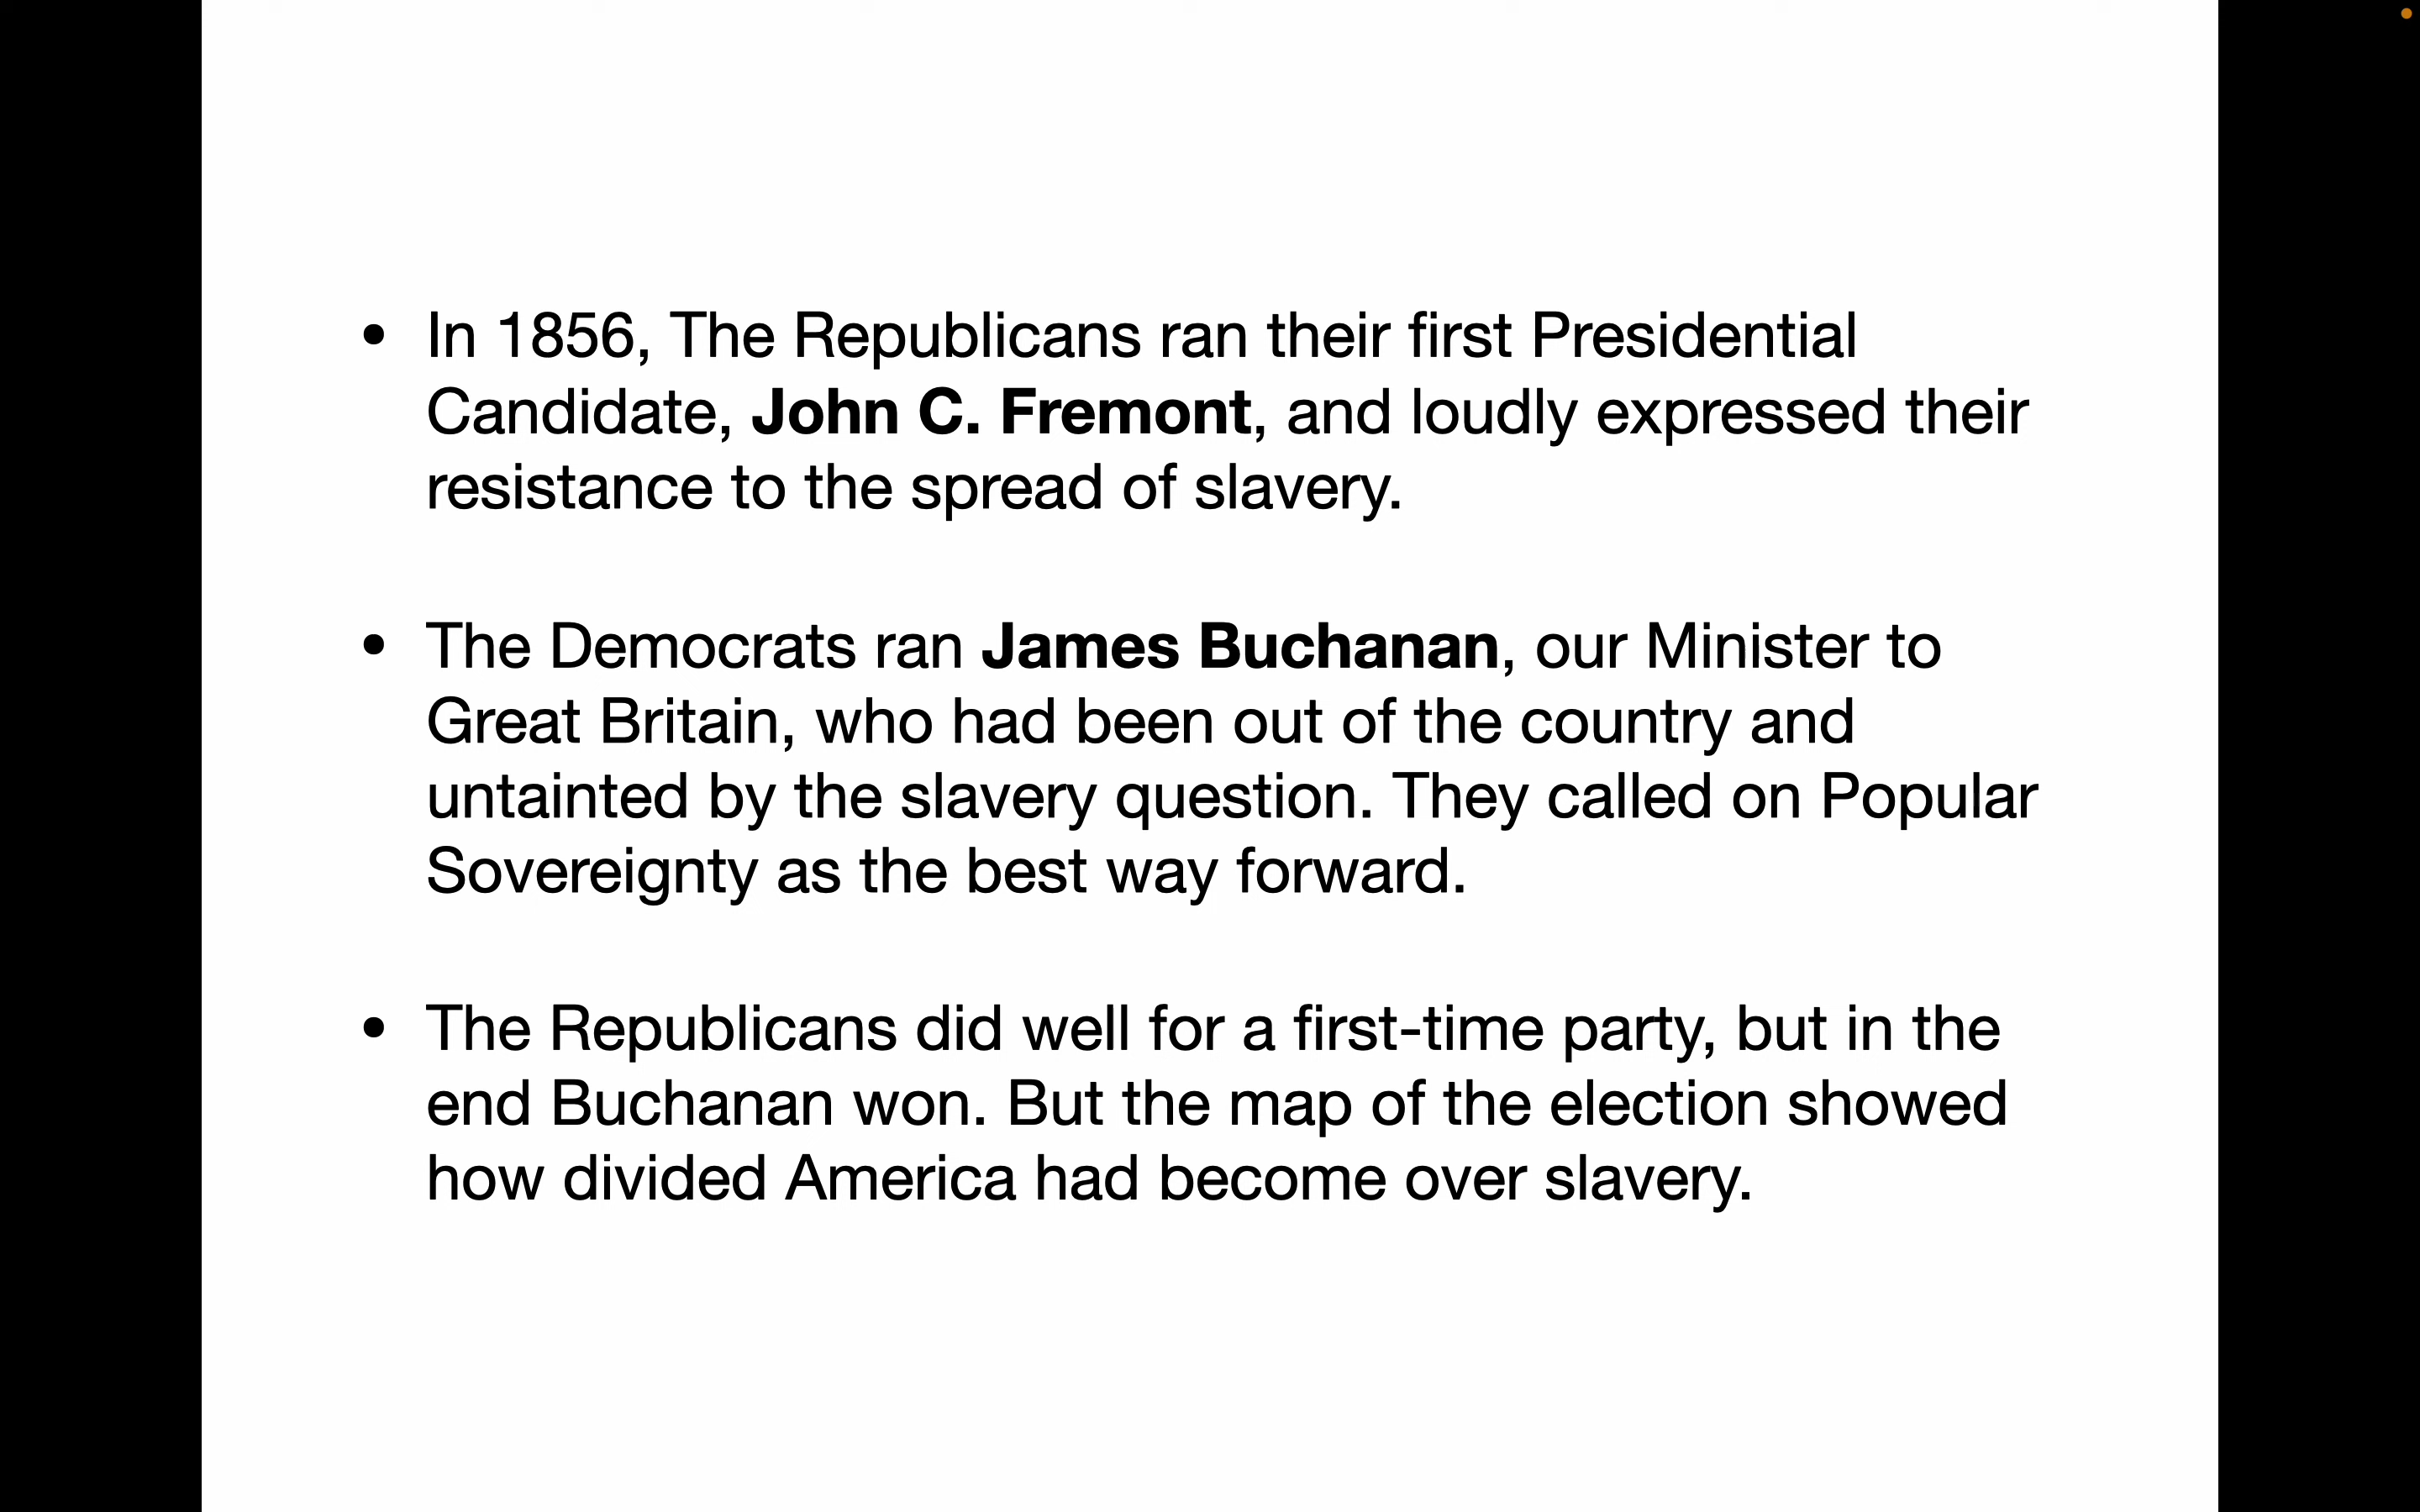 • In 1856, The Republicans ran their first Presidential
Candidate, John C. Fremont, and loudly expressed their
resistance to the spread of slavery.
• The Democrats ran James Buchanan, our Minister to
Great Britain, who had been out of the country and
untainted by the slavery question. They called on Popular
Sovereignty as the best way forward.
• The Republicans did well for a first-time party, but in the
end Buchanan won. But the map of the election showed
how divided America had become over slavery.